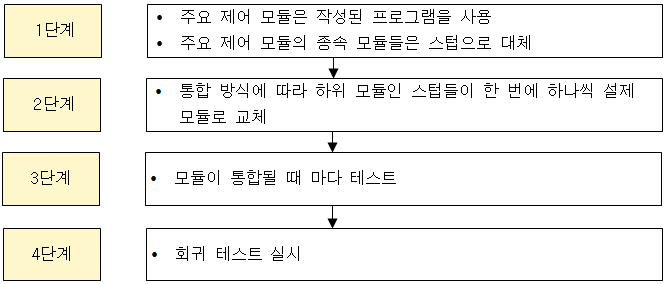 1단계
• 주요 제어 모듈은 작성된 프로그램을 사용
• 주요 제어 모듈의 종속 모듈들은 스텁으로 대체
2단계
• 통합 방식에 따라 하위 모듈인 스텁들이 한 번에 하나씩 설제
모듈로 교체
3단계
• 모듈이 통합될 때 마다 테스트
4단계
• 회귀 테스트 실시